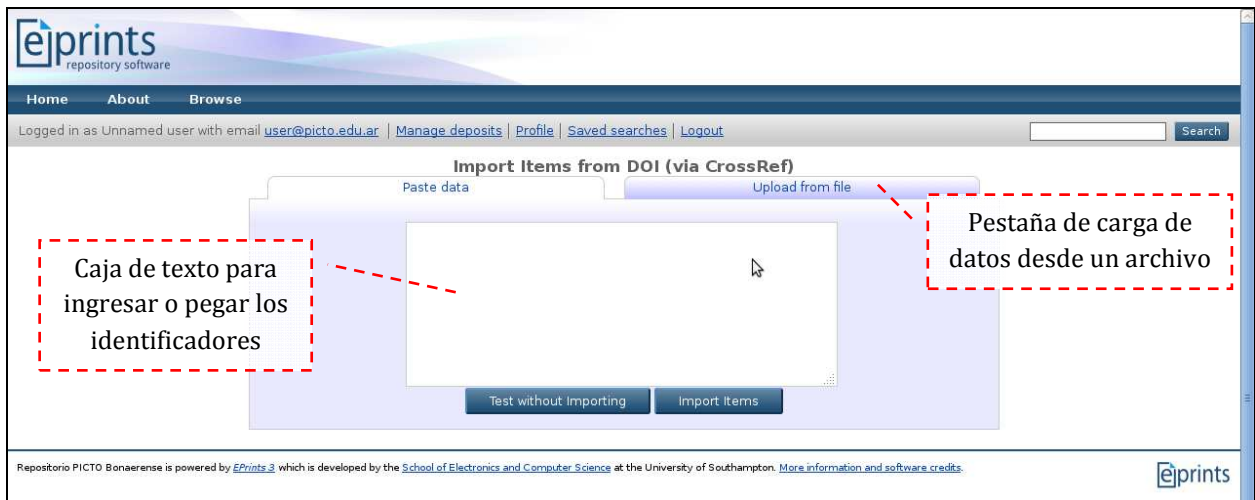 eprints
repository software
Home About Browse
Logged in as Unnamed user with email user@picto.edu.ar | Manage deposits | Profile | Saved searches | Logout Search
Import Items from DOI (via CrossRef)
Paste data Upload from file
Pestaña de carga de
datos desde un archivo
Caja de texto para
ingresar o pegar los
identificadores
Test without Importing Import Items
Repositorio PICTO Bonaerense is powered by EPrints 3 which is developed by the School of Electronics and Computer Science at the University of Southampton. More information and software credits.
eprints